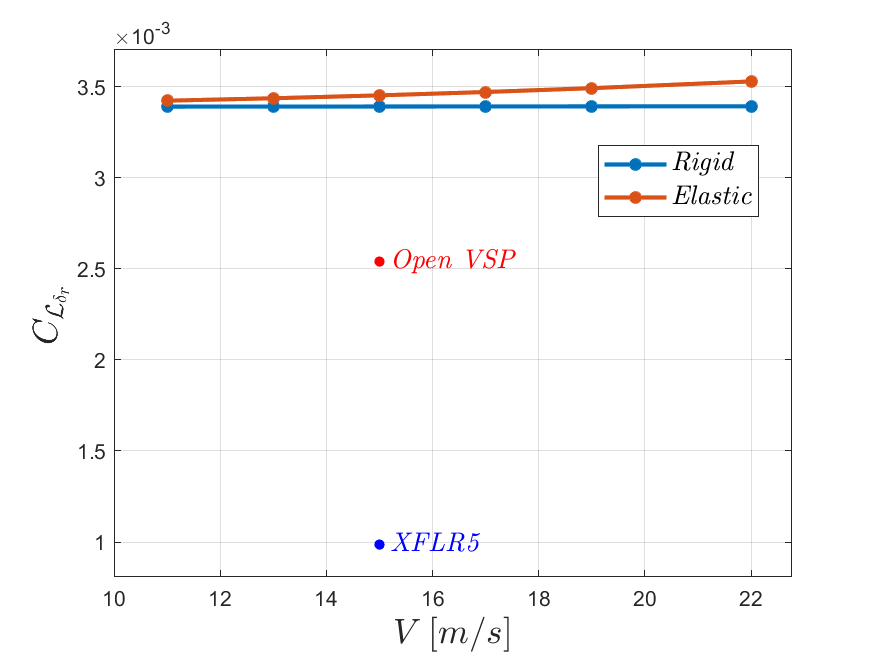 ×10⁻³
3.5
3
2.5
2
1.5
1
C_{ℒ_{δr}}
Rigid
Elastic
Open VSP
XFLR5
10 12 14 16 18 20 22
V [m/s]